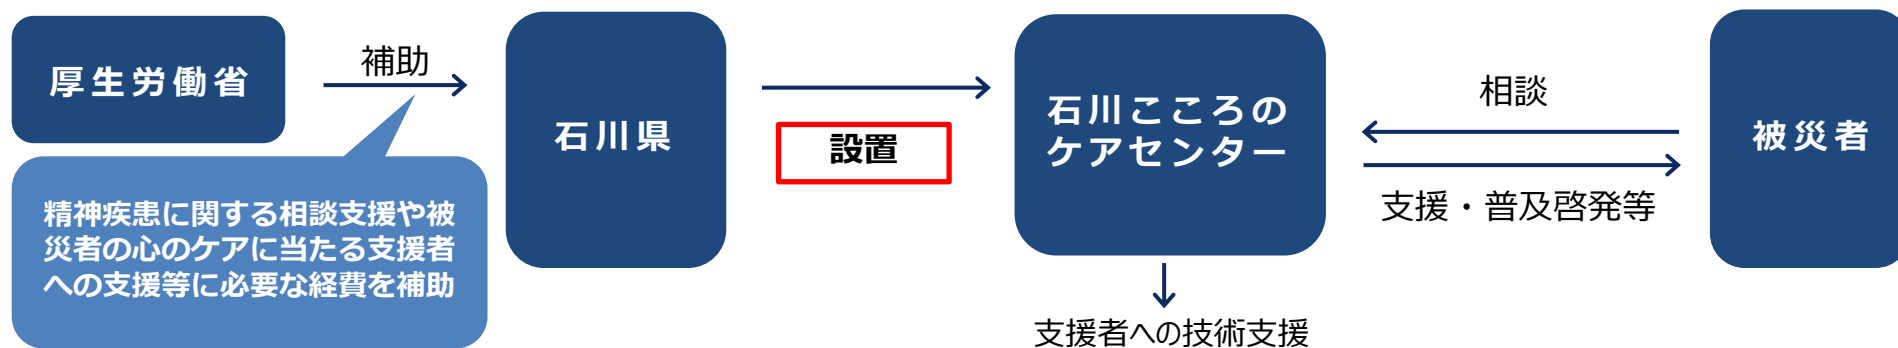 厚生労働省
補助
精神疾患に関する相談支援や被
災者の心のケアに当たる支援者
への支援等に必要な経費を補助
石川県
設置
石川こころの
ケアセンター
支援者への技術支援
相談
支援・普及啓発等
被災者